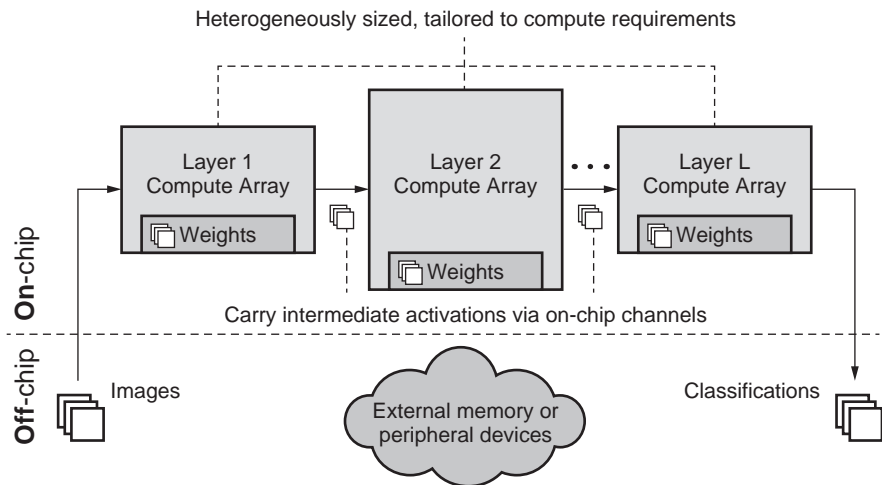 Heterogeneously sized, tailored to compute requirements
Layer 1
Compute Array
Weights
Layer 2
Compute Array
Weights
Layer L
Compute Array
Weights
Carry intermediate activations via on-chip channels
On-chip
Off-chip
Images
External memory or
peripheral devices
Classifications